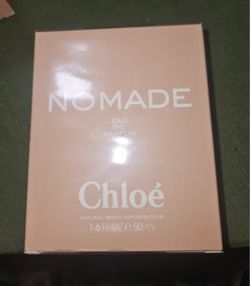 NOMADE
EAU
DE
PARFUM
Chloé
NATURAL SPRAY VAPORISATEUR
1.6 FL.OZ. ℮ 50 ml